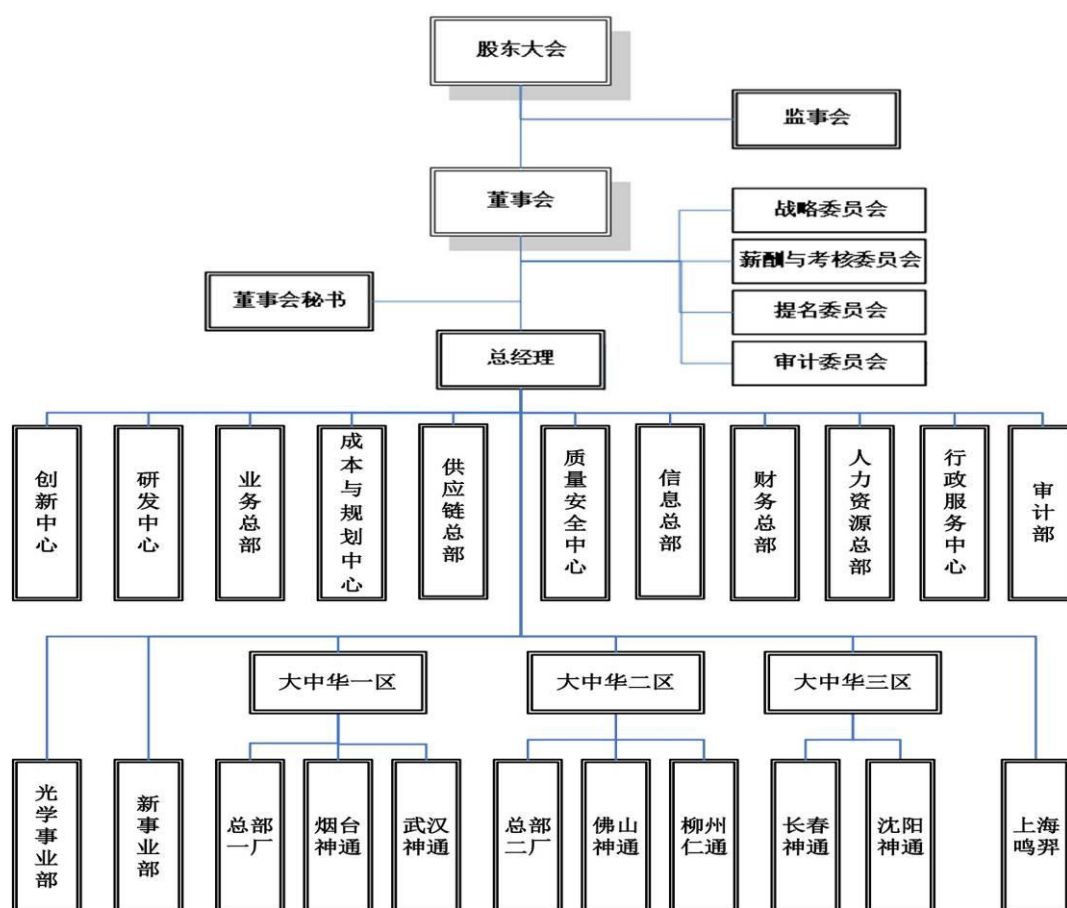 股东大会
监事会
董事会
战略委员会
薪酬与考核委员会
董事会秘书
提名委员会
总经理
审计委员会
创新中心
研发中心
业务总部
成本与规划中心
供应链总部
质量安全中心
信息总部
财务总部
人力资源总部
行政服务中心
审计部
大中华一区
大中华二区
大中华三区
光学事业部
新事业部
总部
一厂
烟台
神通
武汉
神通
总部
二厂
佛山
神通
柳州
仁通
长春
神通
沈阳
神通
上海
鸣羿